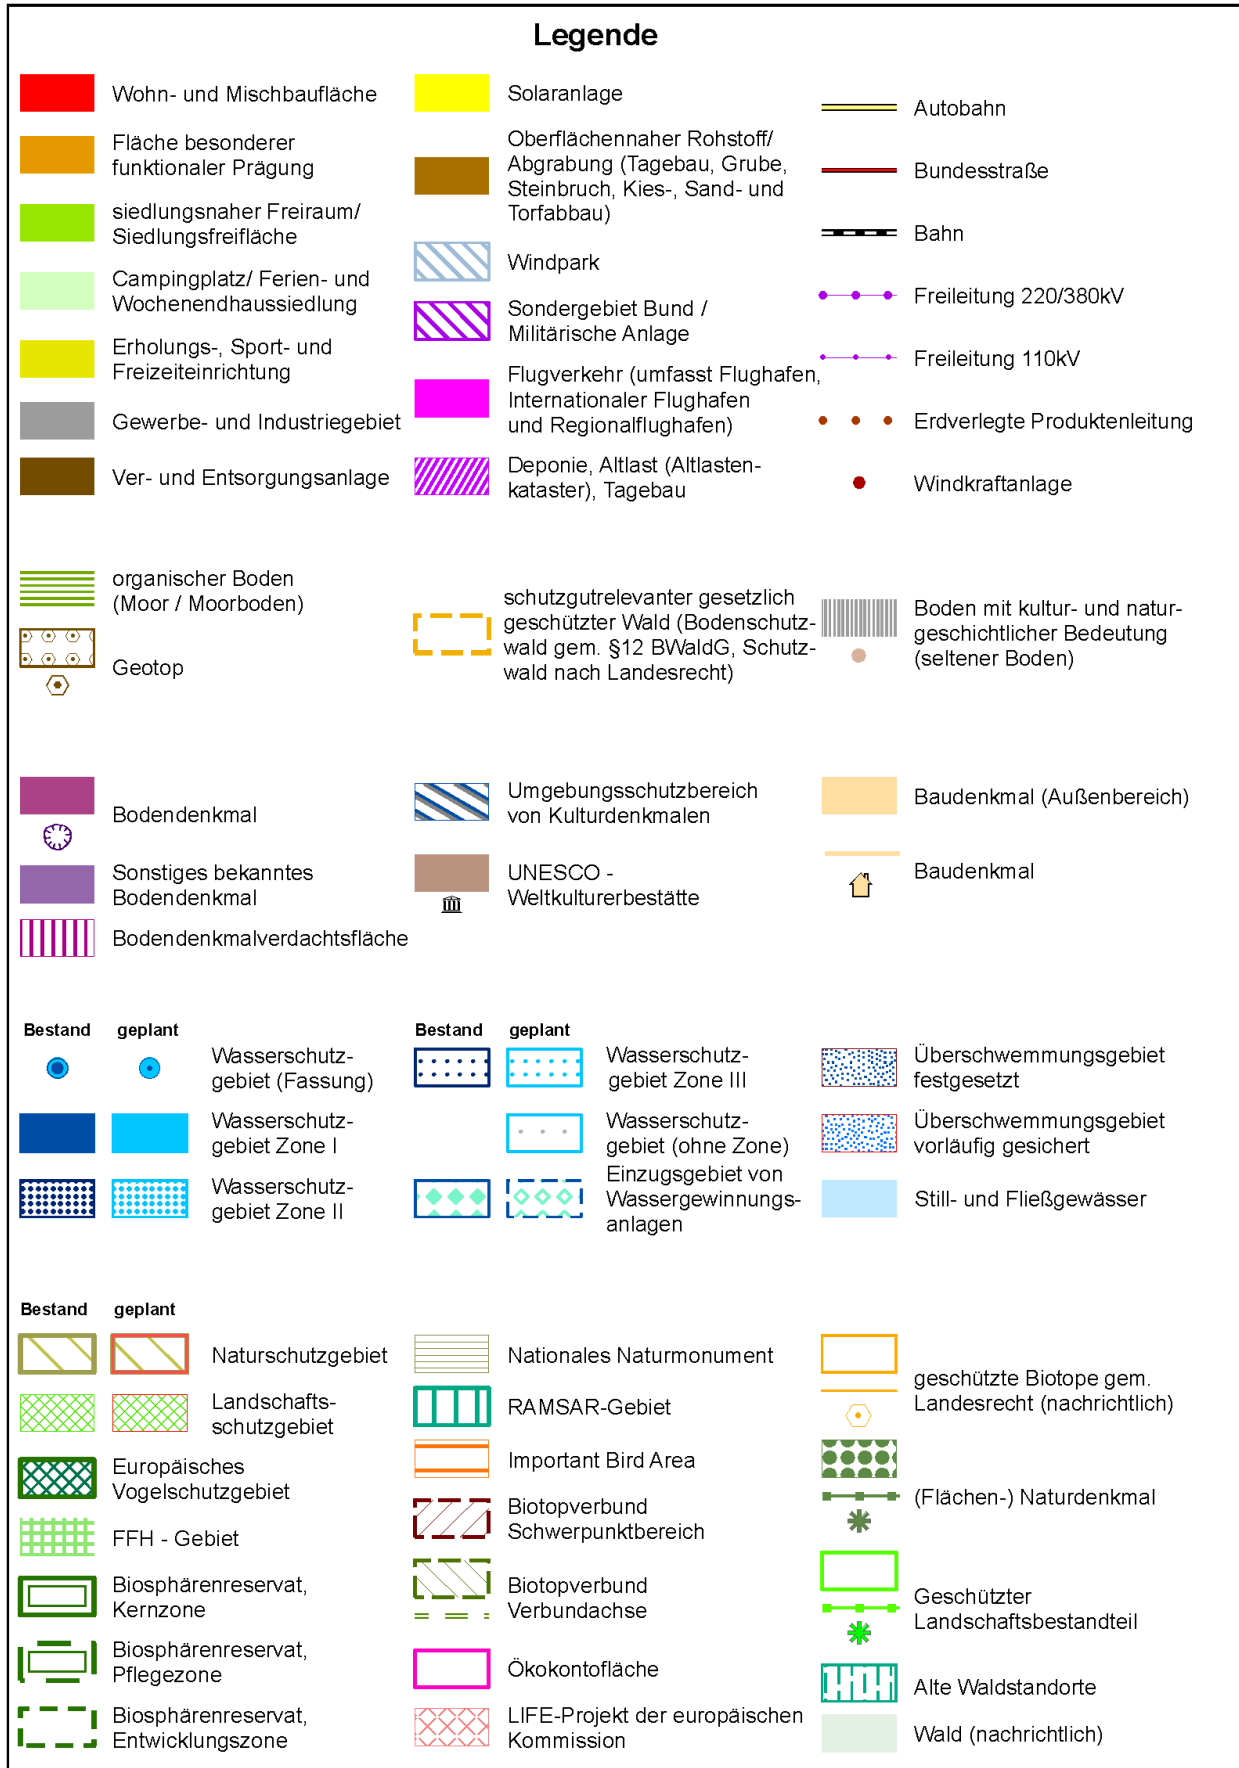 Legende
Wohn- und Mischbaufläche
Fläche besonderer
funktionaler Prägung
siedlungsnaher Freiraum/
Siedlungsfreifläche
Campingplatz/ Ferien- und
Wochenendhaussiedlung
Erholungs-, Sport- und
Freizeiteinrichtung
Gewerbe- und Industriegebiet
Ver- und Entsorgungsanlage
Solaranlage
Oberflächennaher Rohstoff/
Abgrabung (Tagebau, Grube,
Steinbruch, Kies-, Sand- und
Torfabbau)
Windpark
Sondergebiet Bund /
Militärische Anlage
Flugverkehr (umfasst Flughafen,
Internationaler Flughafen
und Regionalflughafen)
Deponie, Altlast (Altlasten-
kataster), Tagebau
Autobahn
Bundesstraße
Bahn
Freileitung 220/380kV
Freileitung 110kV
Erdverlegte Produktenleitung
Windkraftanlage
organischer Boden
(Moor / Moorboden)
Geotop
schutzgutrelevanter gesetzlich
geschützter Wald (Bodenschutz-
wald gem. §12 BWaldG, Schutz-
wald nach Landesrecht)
Boden mit kultur- und natur-
geschichtlicher Bedeutung
(seltener Boden)
Bodendenkmal
Sonstiges bekanntes
Bodendenkmal
Bodendenkmalverdachtsfläche
Umgebungsschutzbereich
von Kulturdenkmalen
UNESCO -
Weltkulturerbestätte
Baudenkmal (Außenbereich)
Baudenkmal
Bestand geplant
Wasserschutz-
gebiet (Fassung)
Wasserschutz-
gebiet Zone I
Wasserschutz-
gebiet Zone II
Bestand geplant
Wasserschutz-
gebiet Zone III
Wasserschutz-
gebiet (ohne Zone)
Einzugsgebiet von
Wassergewinnungs-
anlagen
Überschwemmungsgebiet
festgesetzt
Überschwemmungsgebiet
vorläufig gesichert
Still- und Fließgewässer
Bestand geplant
Naturschutzgebiet
Landschafts-
schutzgebiet
Europäisches
Vogelschutzgebiet
FFH - Gebiet
Biosphärenreservat,
Kernzone
Biosphärenreservat,
Pflegezone
Biosphärenreservat,
Entwicklungszone
Nationales Naturmonument
RAMSAR-Gebiet
Important Bird Area
Biotopverbund
Schwerpunktbereich
Biotopverbund
Verbundachse
Ökokontofläche
LIFE-Projekt der europäischen
Kommission
geschützte Biotope gem.
Landesrecht (nachrichtlich)
(Flächen-) Naturdenkmal
Geschützter
Landschaftsbestandteil
Alte Waldstandorte
Wald (nachrichtlich)